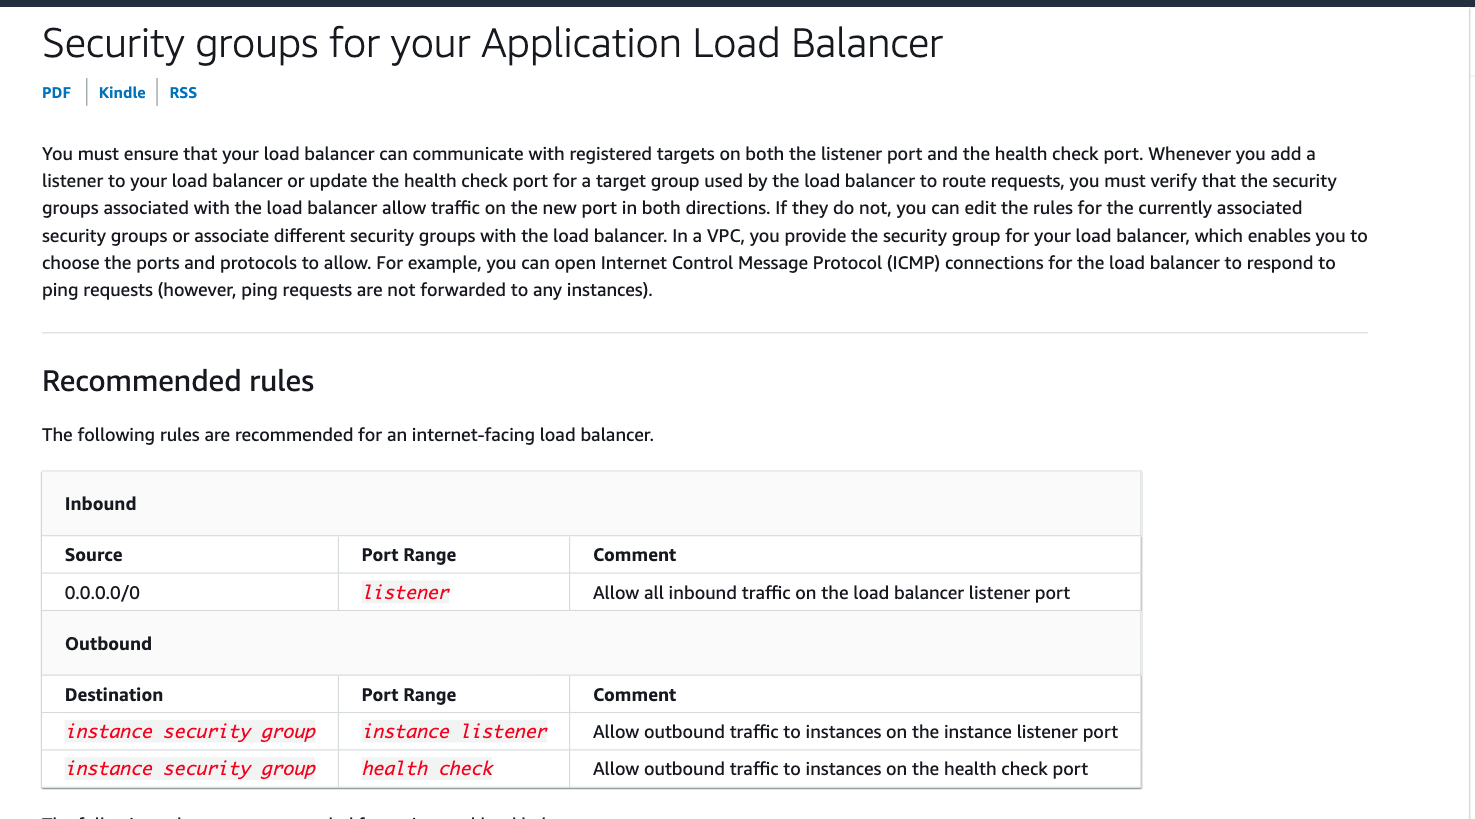 Security groups for your Application Load Balancer
PDF Kindle RSS
You must ensure that your load balancer can communicate with registered targets on both the listener port and the health check port. Whenever you add a
listener to your load balancer or update the health check port for a target group used by the load balancer to route requests, you must verify that the security
groups associated with the load balancer allow traffic on the new port in both directions. If they do not, you can edit the rules for the currently associated
security groups or associate different security groups with the load balancer. In a VPC, you provide the security group for your load balancer, which enables you to
choose the ports and protocols to allow. For example, you can open Internet Control Message Protocol (ICMP) connections for the load balancer to respond to
ping requests (however, ping requests are not forwarded to any instances).
Recommended rules
The following rules are recommended for an internet-facing load balancer.
Inbound
Source Port Range Comment
0.0.0.0/0 listener Allow all inbound traffic on the load balancer listener port
Outbound
Destination Port Range Comment
instance security group instance listener Allow outbound traffic to instances on the instance listener port
instance security group health check Allow outbound traffic to instances on the health check port